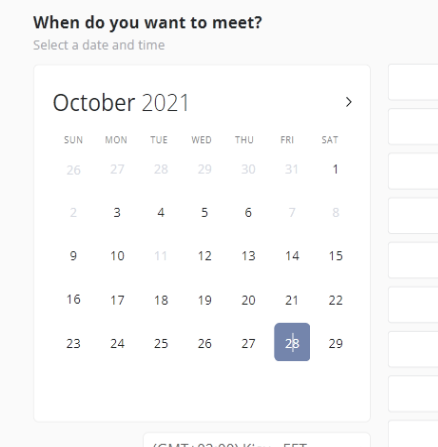 When do you want to meet?
Select a date and time
October 2021
SUN MON TUE WED THU FRI SAT
26 27 28 29 30 31 1
2 3 4 5 6 7 8
9 10 11 12 13 14 15
16 17 18 19 20 21 22
23 24 25 26 27 28 29